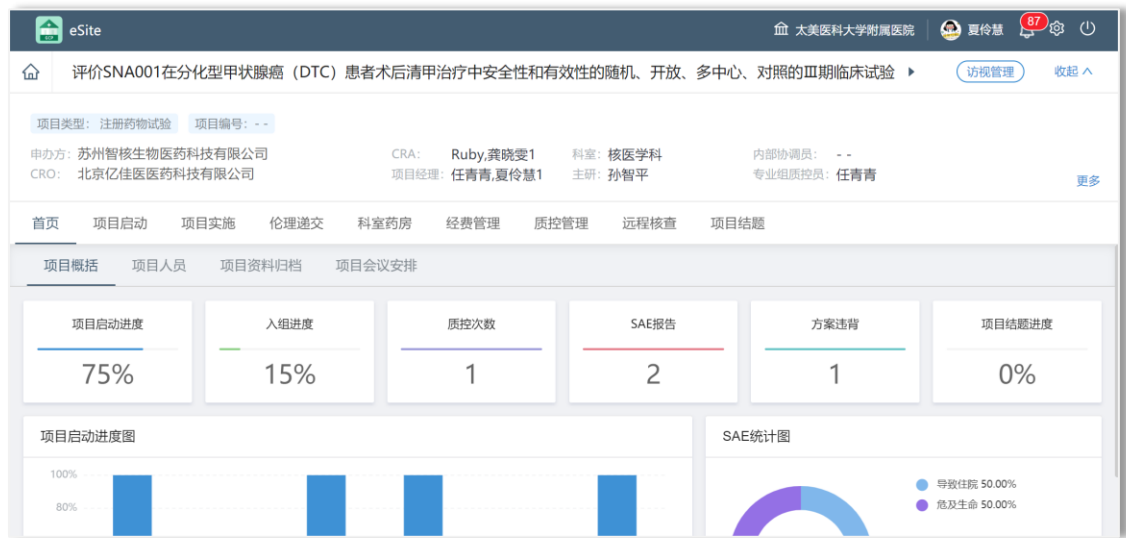 eSite 太美医科大学附属医院 夏伶慧 87
评价SNA001在分化型甲状腺癌（DTC）患者术后清甲治疗中安全性和有效性的随机、开放、多中心、对照的Ⅲ期临床试验 访视管理 收起
项目类型： 注册药物试验 项目编号：- -
申办方：苏州智核生物医药科技有限公司 CRA： Ruby,龚晓雯1 科室：核医学科 内部协调员： - -
CRO： 北京亿佳医医药科技有限公司 项目经理：任青青,夏伶慧1 主研：孙智平 专业组质控员：任青青
更多
首页 项目启动 项目实施 伦理递交 科室药房 经费管理 质控管理 远程核查 项目结题
项目概括 项目人员 项目资料归档 项目会议安排
项目启动进度 入组进度 质控次数 SAE报告 方案违背 项目结题进度
75% 15% 1 2 1 0%
项目启动进度图 SAE统计图
100% 导致住院 50.00%
80% 危及生命 50.00%